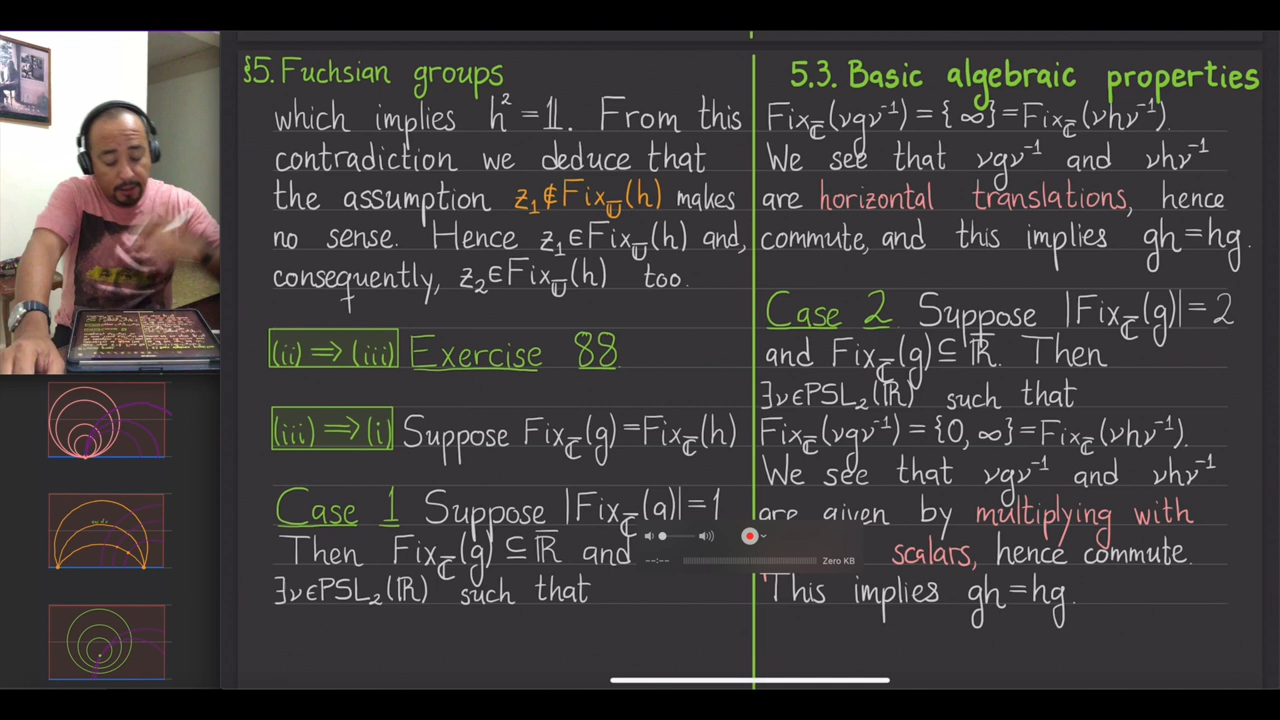 §5. Fuchsian groups
which implies h² = 𝟙. From this
contradiction we deduce that
the assumption z₁∉Fix_U̅(h) makes
no sense. Hence z₁∈Fix_U̅(h) and,
consequently, z₂∈Fix_U̅(h) too.
(ii) ⟹ (iii) Exercise 88
(iii) ⟹ (i) Suppose Fix_C̅(g)=Fix_C̅(h)
Case 1 Suppose |Fix_C̅(g)|=1
Then Fix_C̅(g) ⊆ ℝ̅ and
∃ν∈PSL₂(ℝ) such that
5.3. Basic algebraic properties
Fix_C̅(νgν⁻¹) = {∞} = Fix_C̅(νhν⁻¹).
We see that νgν⁻¹ and νhν⁻¹
are horizontal translations, hence
commute, and this implies gh=hg.
Case 2 Suppose |Fix_C̅(g)|=2
and Fix_C̅(g)⊆ℝ̅. Then
∃ν∈PSL₂(ℝ) such that
Fix_C̅(νgν⁻¹) = {0, ∞} = Fix_C̅(νhν⁻¹).
We see that νgν⁻¹ and νhν⁻¹
are given by multiplying with
scalars, hence commute.
This implies gh=hg.
--:--
Zero KB